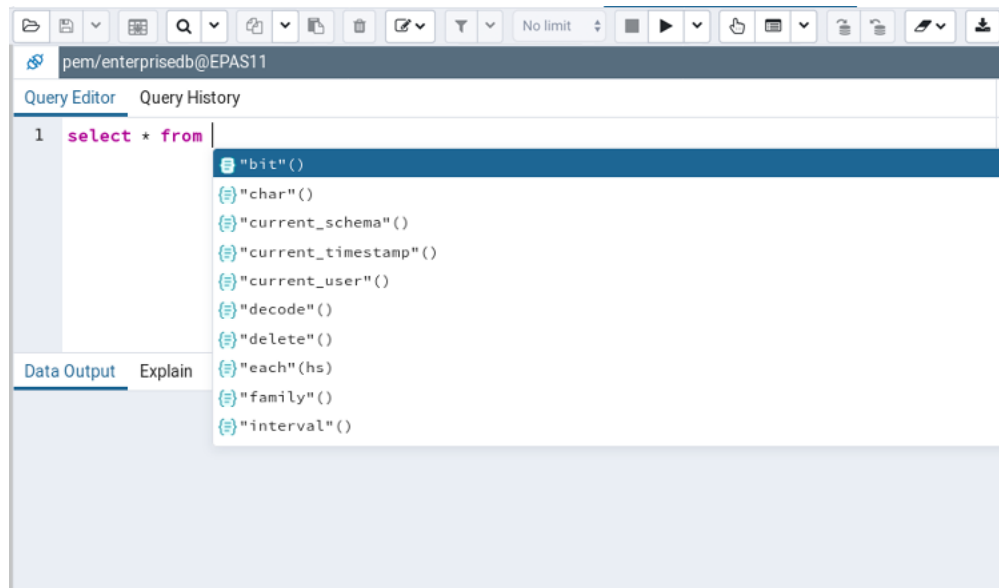 No limit
pem/enterprisedb@EPAS11
Query Editor Query History
1 select * from
"bit"()
"char"()
"current_schema"()
"current_timestamp"()
"current_user"()
"decode"()
"delete"()
"each"(hs)
"family"()
"interval"()
Data Output Explain